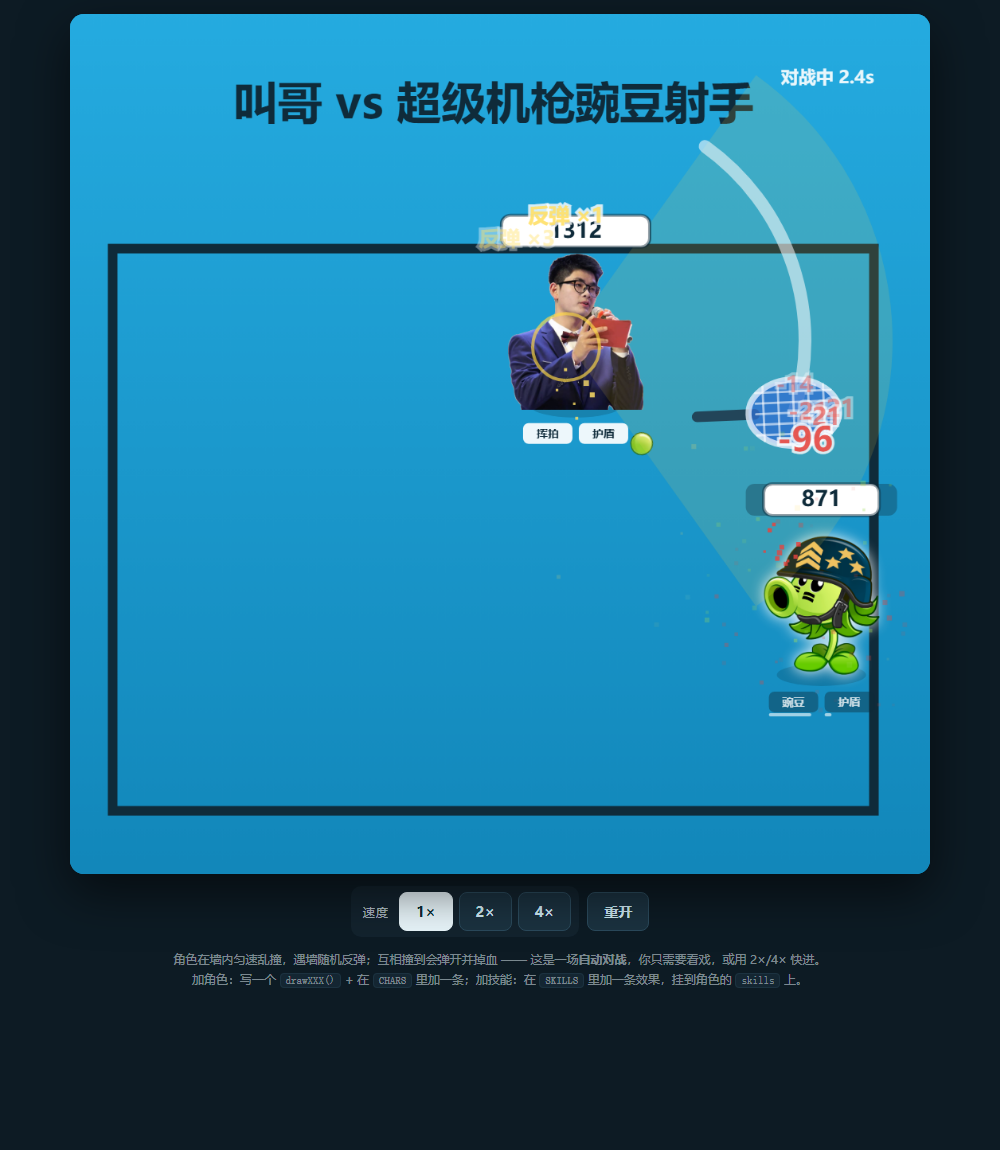 对战中 2.4s
叫哥 vs 超级机枪豌豆射手
反弹 ×1
反弹 ×3
1312
挥拍 护盾
14
-96
871
豌豆 护盾
速度 1× 2× 4× 重开
角色在墙内匀速乱撞，遇墙随机反弹；互相撞到会弹开并掉血 —— 这是一场自动对战，你只需要看戏，或用 2×/4× 快进。
加角色：写一个 drawXXX() + 在 CHARS 里加一条；加技能：在 SKILLS 里加一条效果，挂到角色的 skills 上。